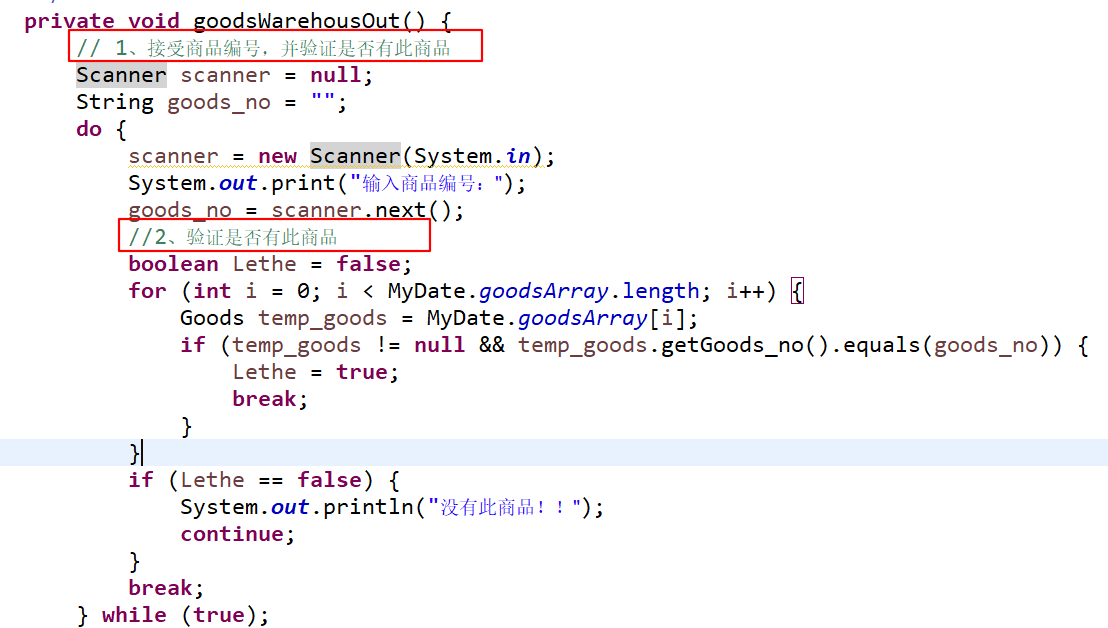 private void goodsWarehousOut() {
// 1、接受商品编号，并验证是否有此商品
Scanner scanner = null;
String goods_no = "";
do {
scanner = new Scanner(System.in);
System.out.print("输入商品编号：");
goods_no = scanner.next();
//2、验证是否有此商品
boolean Lethe = false;
for (int i = 0; i < MyDate.goodsArray.length; i++) {
Goods temp_goods = MyDate.goodsArray[i];
if (temp_goods != null && temp_goods.getGoods_no().equals(goods_no)) {
Lethe = true;
break;
}
}
if (Lethe == false) {
System.out.println("没有此商品！！");
continue;
}
break;
} while (true);